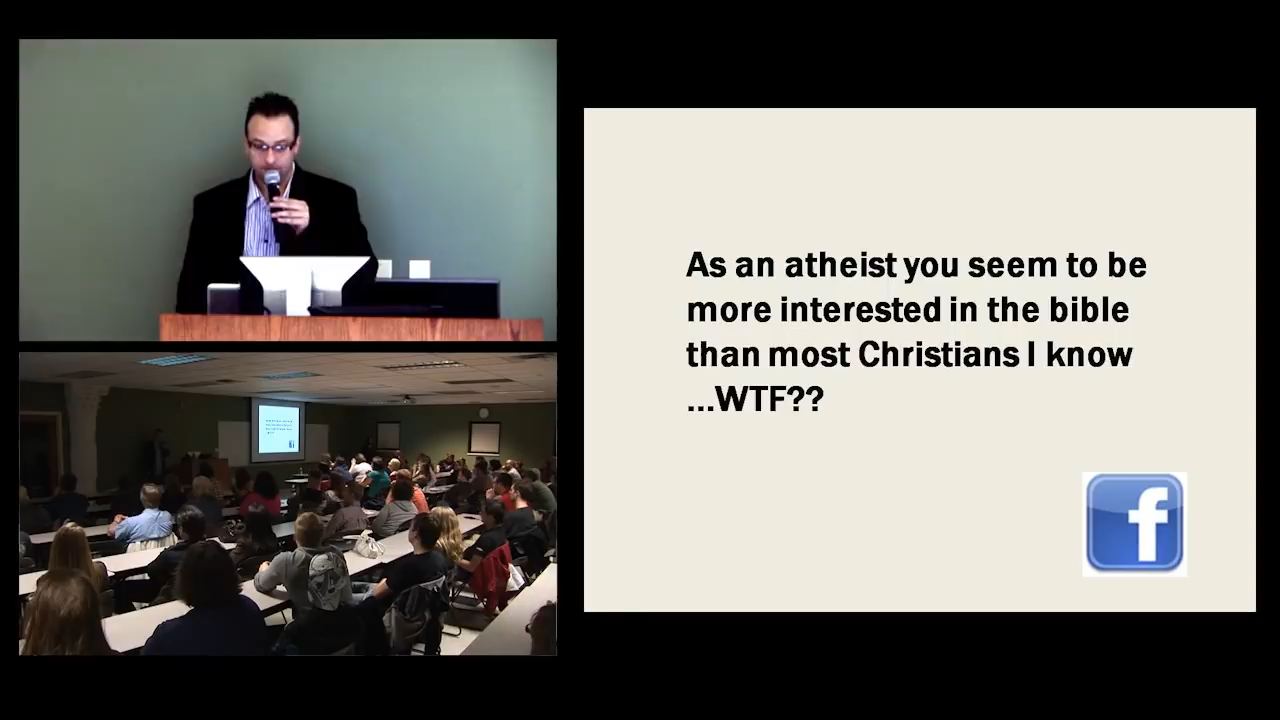 As an atheist you seem to be
more interested in the bible
than most Christians I know
...WTF??
f